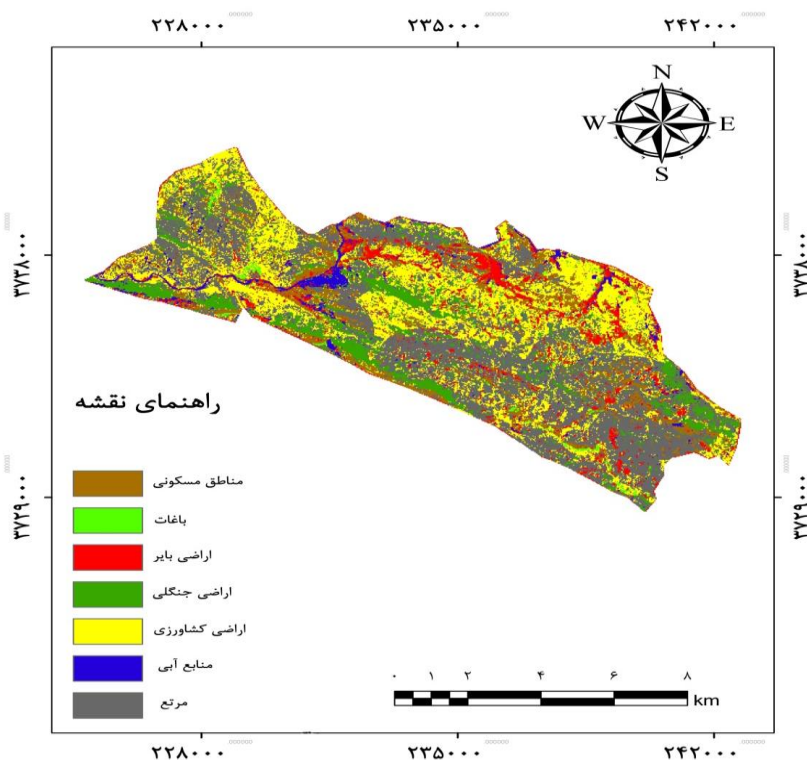 ۲۲۸۰۰۰ ۲۳۵۰۰۰ ۲۴۲۰۰۰
N
W E
S
۳۷۳۸۰۰۰ ۳۷۳۸۰۰۰
راهنمای نقشه
مناطق مسکونی
باغات
اراضی بایر
اراضی جنگلی
اراضی کشاورزی
منابع آبی
مرتع
۳۷۲۹۰۰۰ ۳۷۲۹۰۰۰
۰ ۱ ۲ ۴ ۶ ۸
km
۲۲۸۰۰۰ ۲۳۵۰۰۰ ۲۴۲۰۰۰